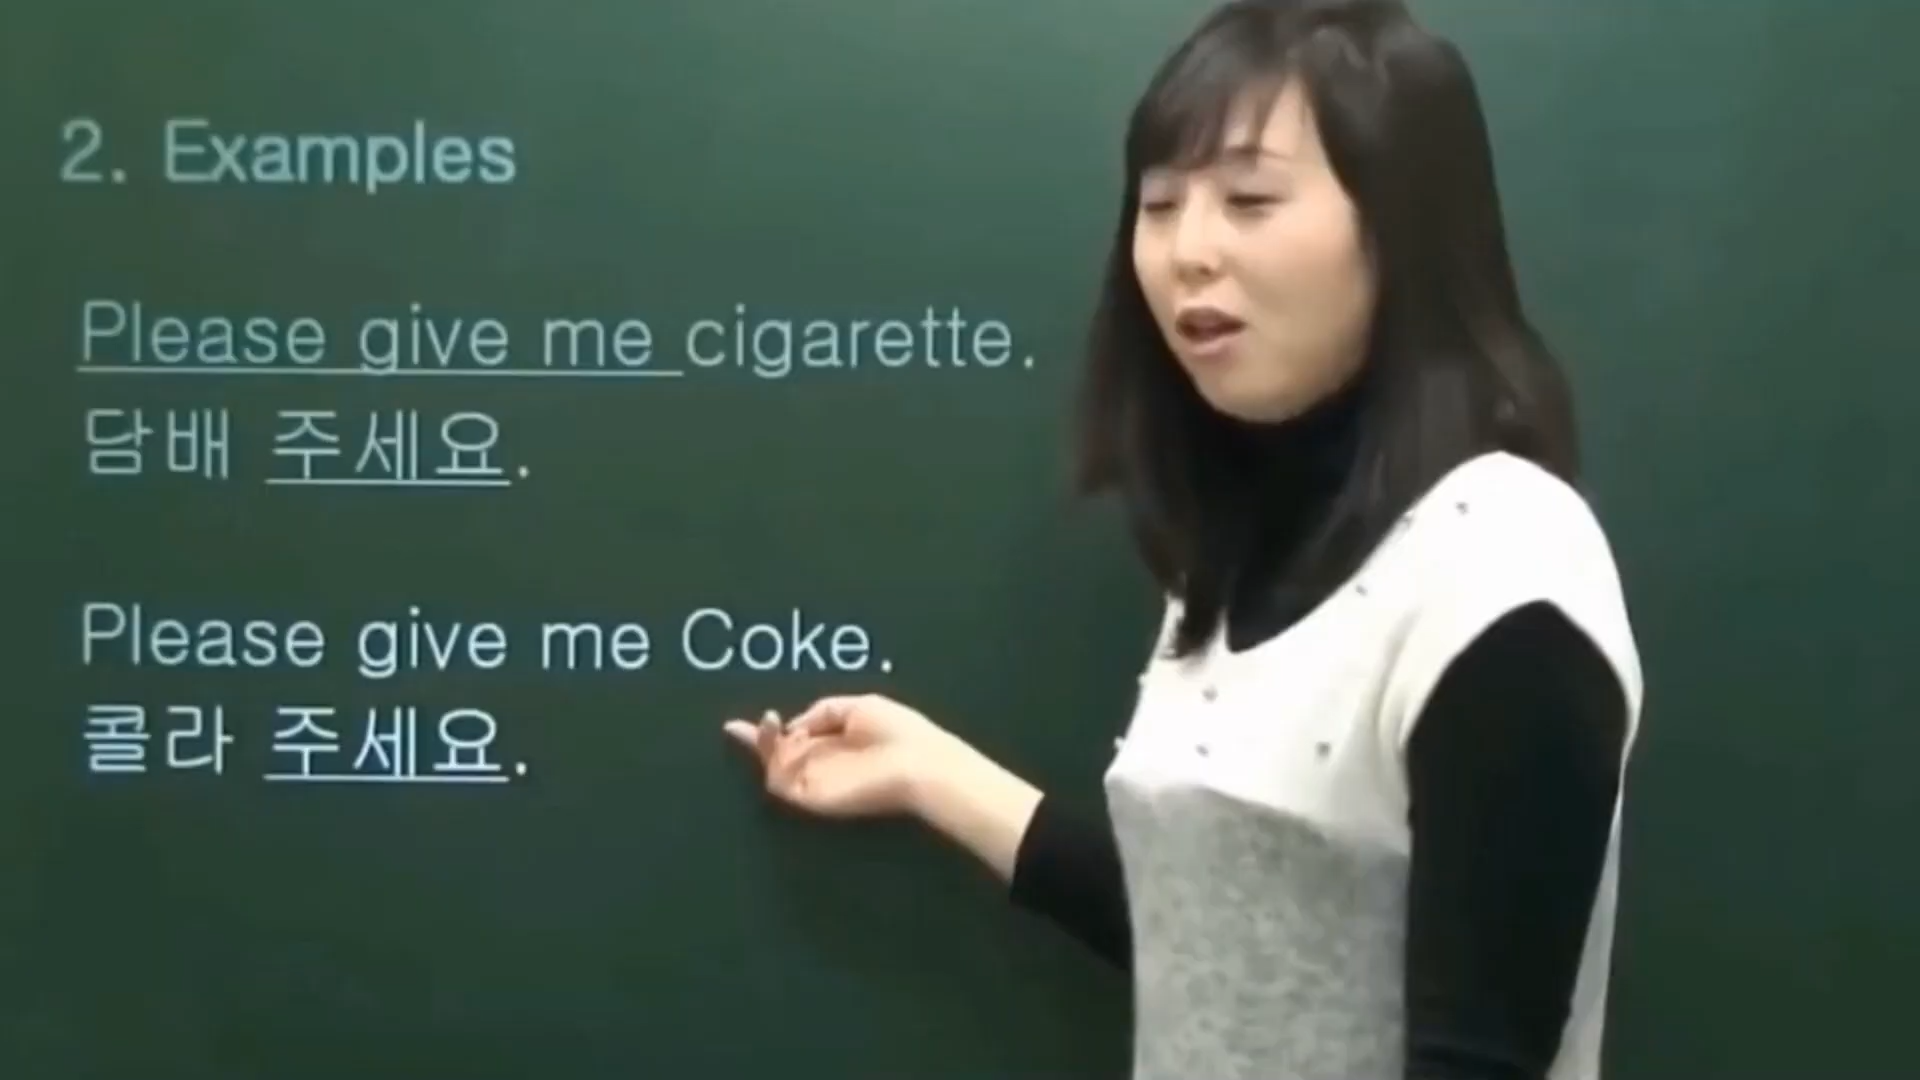 2. Examples
Please give me cigarette.
담배 주세요.
Please give me Coke.
콜라 주세요.